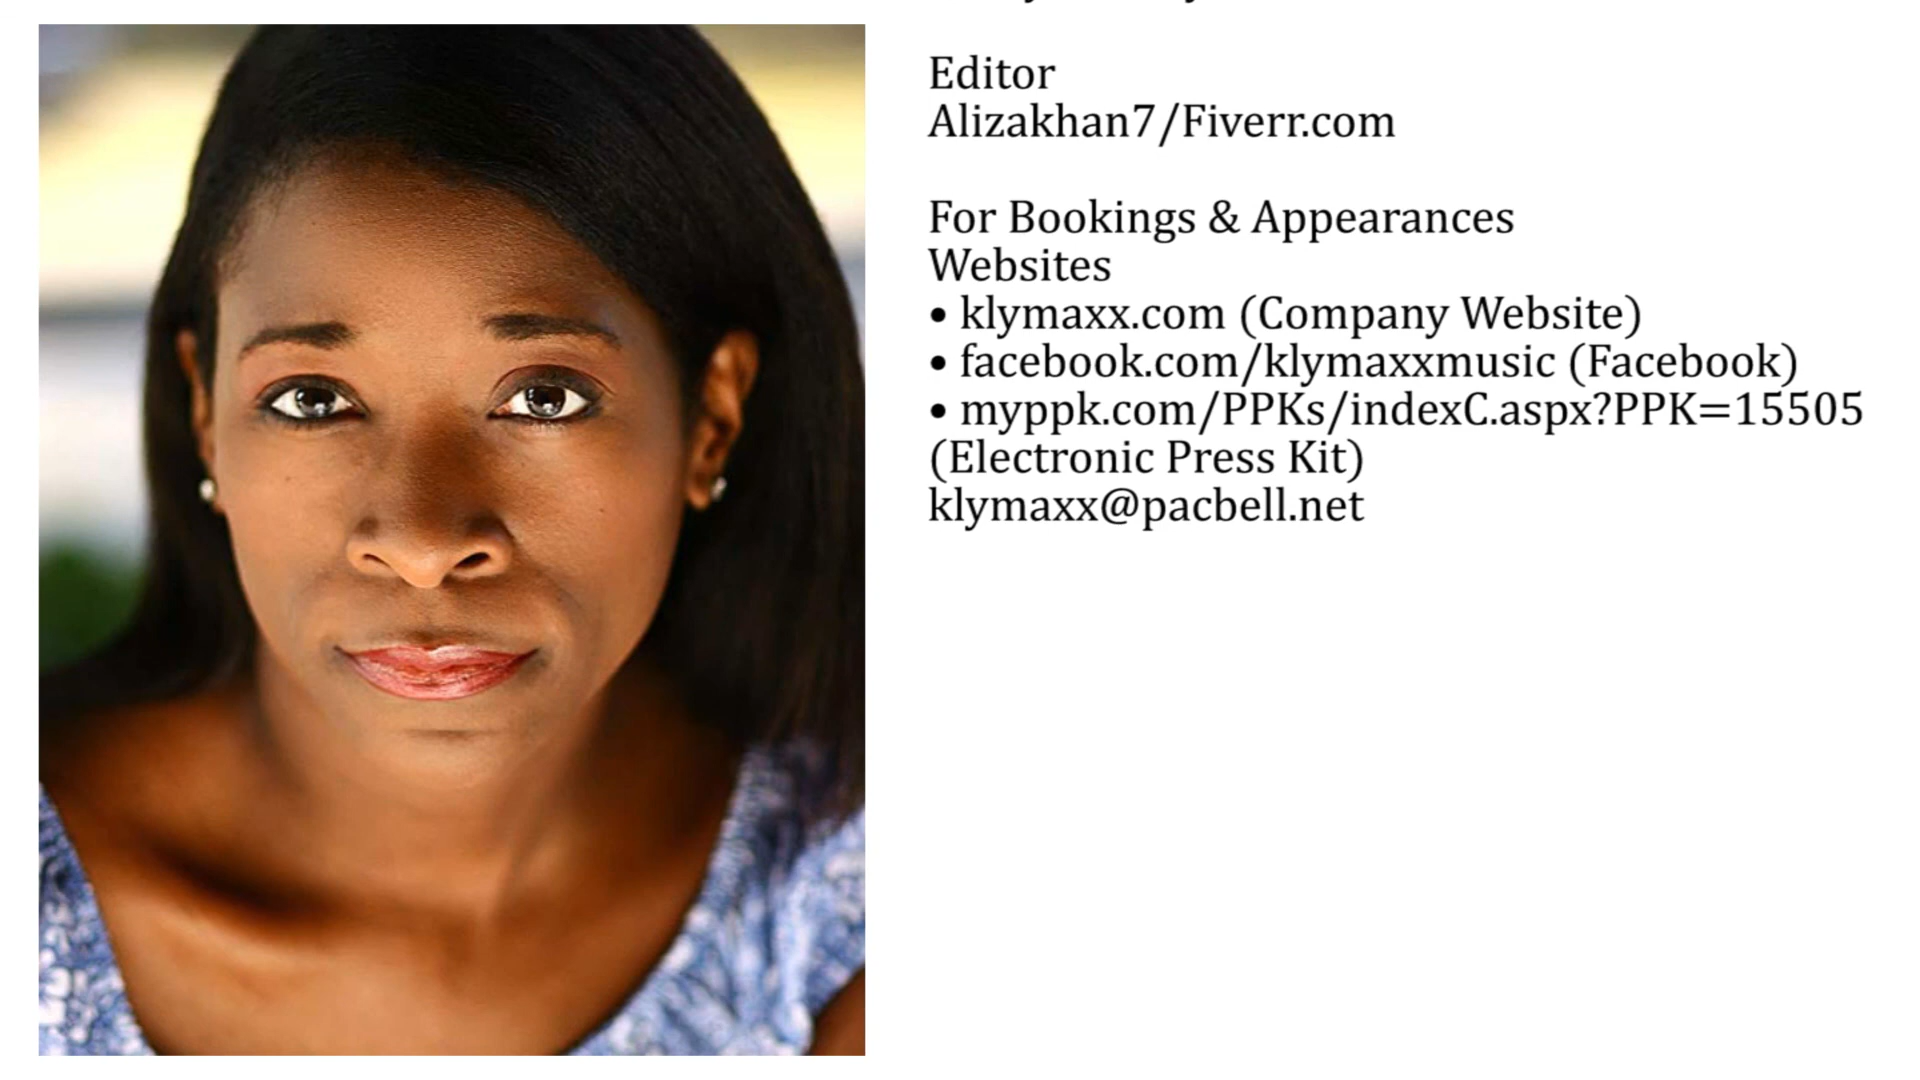 Editor
Alizakhan7/Fiverr.com
For Bookings & Appearances
Websites
• klymaxx.com (Company Website)
• facebook.com/klymaxxmusic (Facebook)
• myppk.com/PPKs/indexC.aspx?PPK=15505
(Electronic Press Kit)
klymaxx@pacbell.net